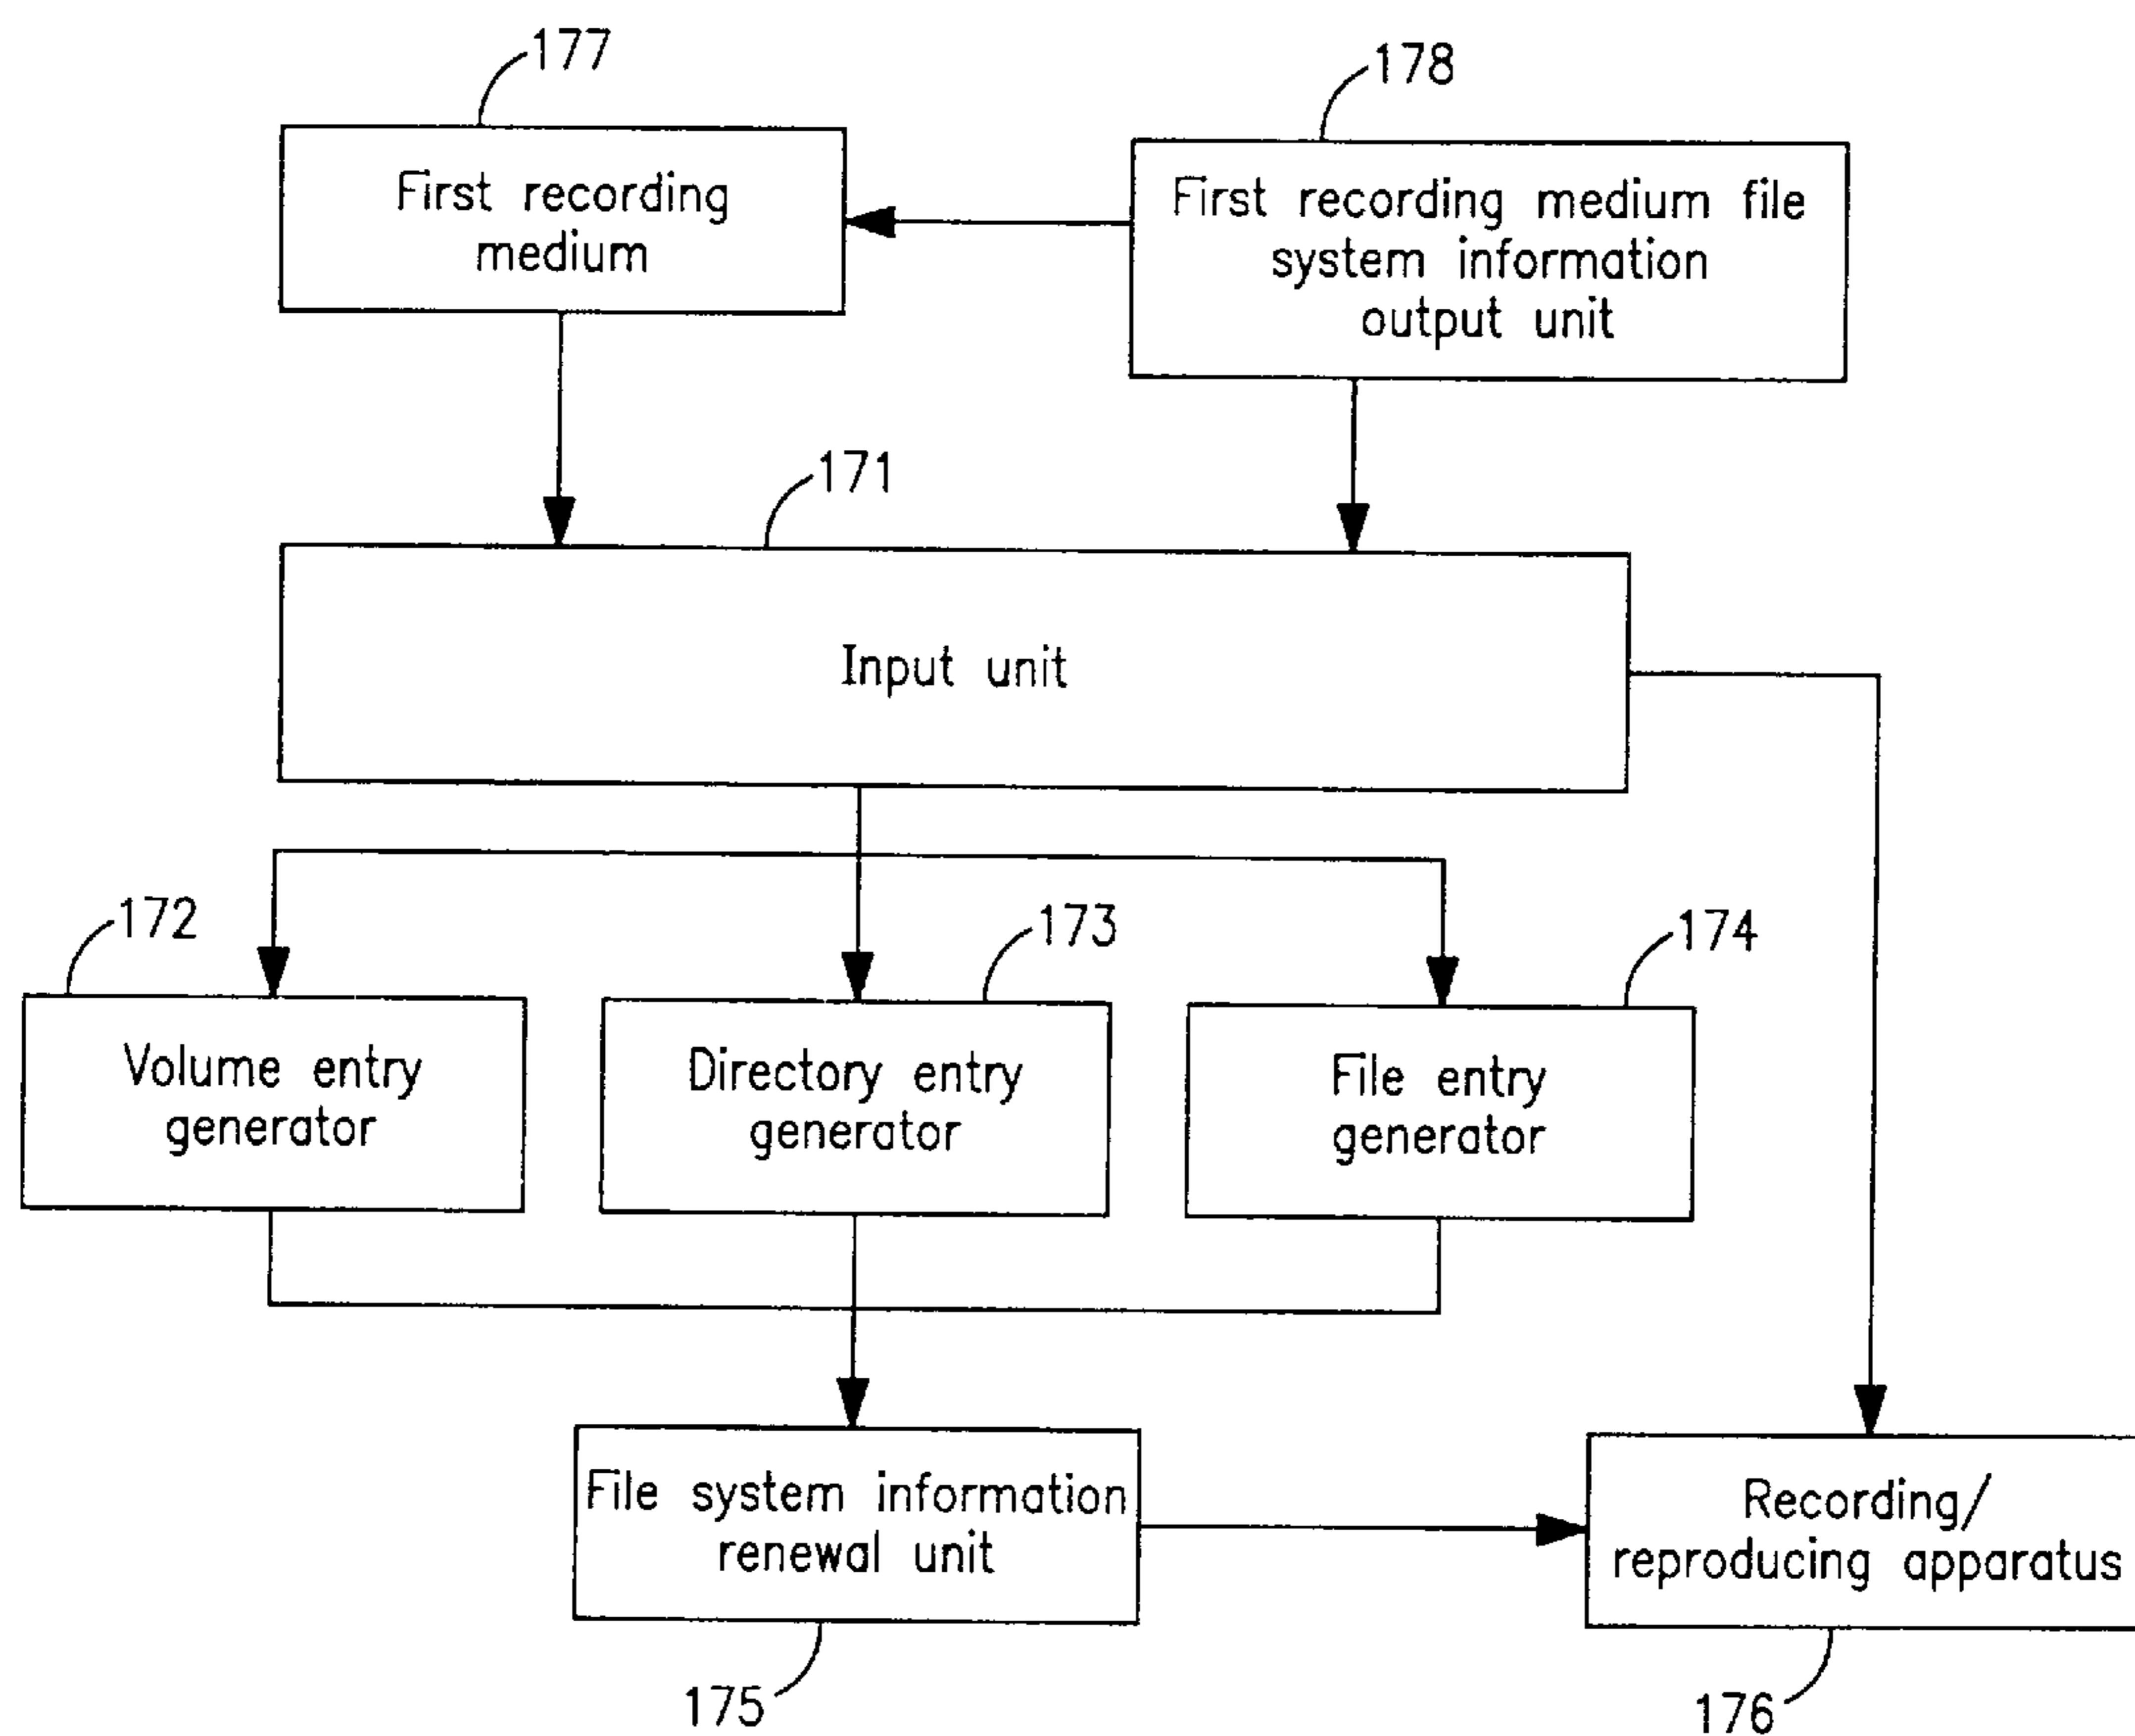 177
178
First recording
medium
First recording medium file
system information
output unit
171
Input unit
172
173
174
Volume entry
generator
Directory entry
generator
File entry
generator
File system information
renewal unit
Recording/
reproducing apparatus
175
176